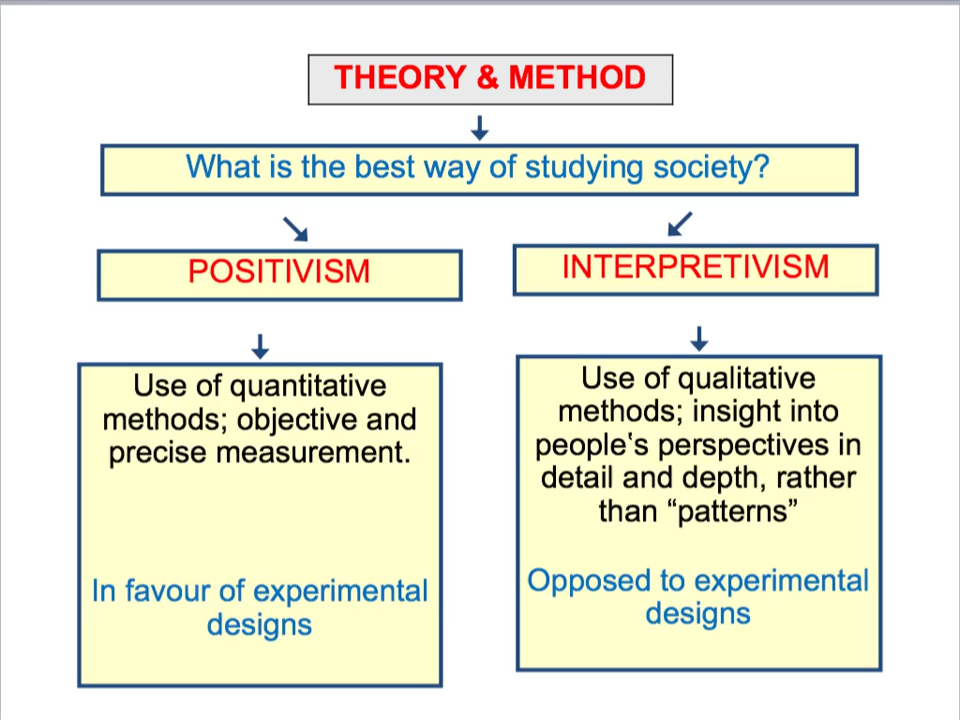 THEORY & METHOD
What is the best way of studying society?
POSITIVISM
INTERPRETIVISM
Use of quantitative
methods; objective and
precise measurement.
In favour of experimental
designs
Use of qualitative
methods; insight into
people‛s perspectives in
detail and depth, rather
than “patterns”
Opposed to experimental
designs